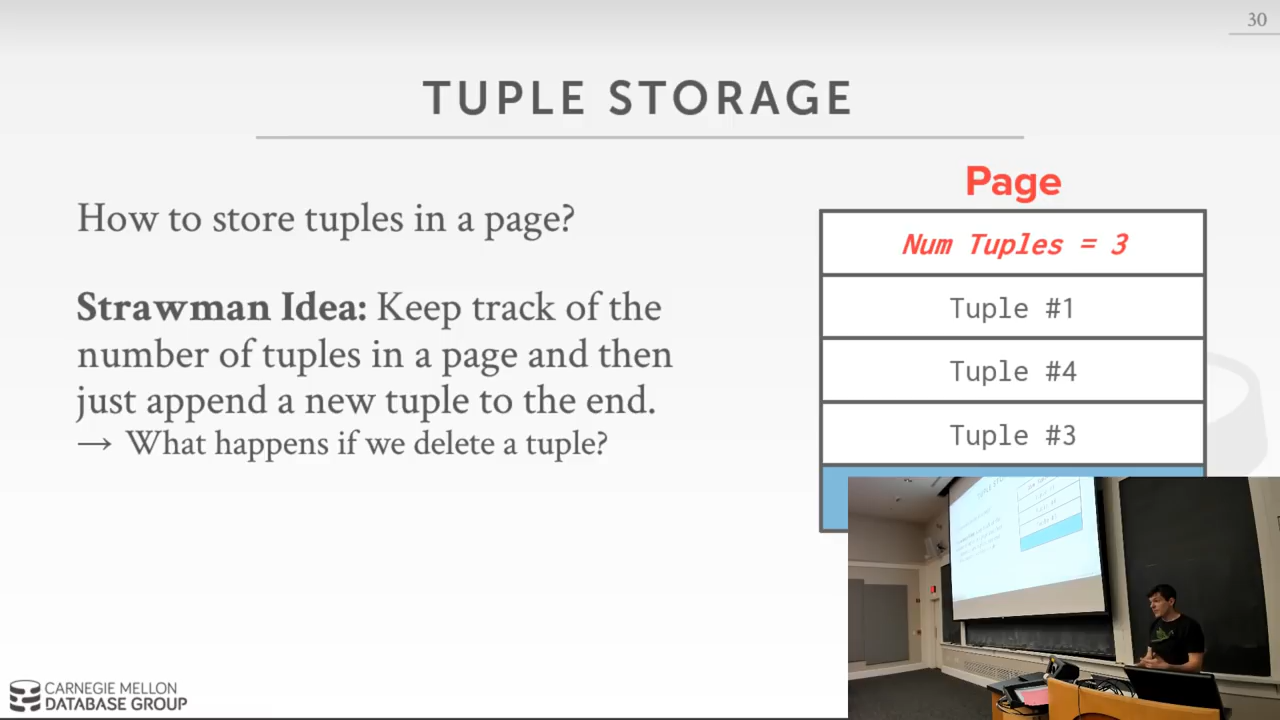 30
TUPLE STORAGE
How to store tuples in a page?
Strawman Idea: Keep track of the
number of tuples in a page and then
just append a new tuple to the end.
→ What happens if we delete a tuple?
Page
Num Tuples = 3
Tuple #1
Tuple #4
Tuple #3
CARNEGIE MELLON
DATABASE GROUP